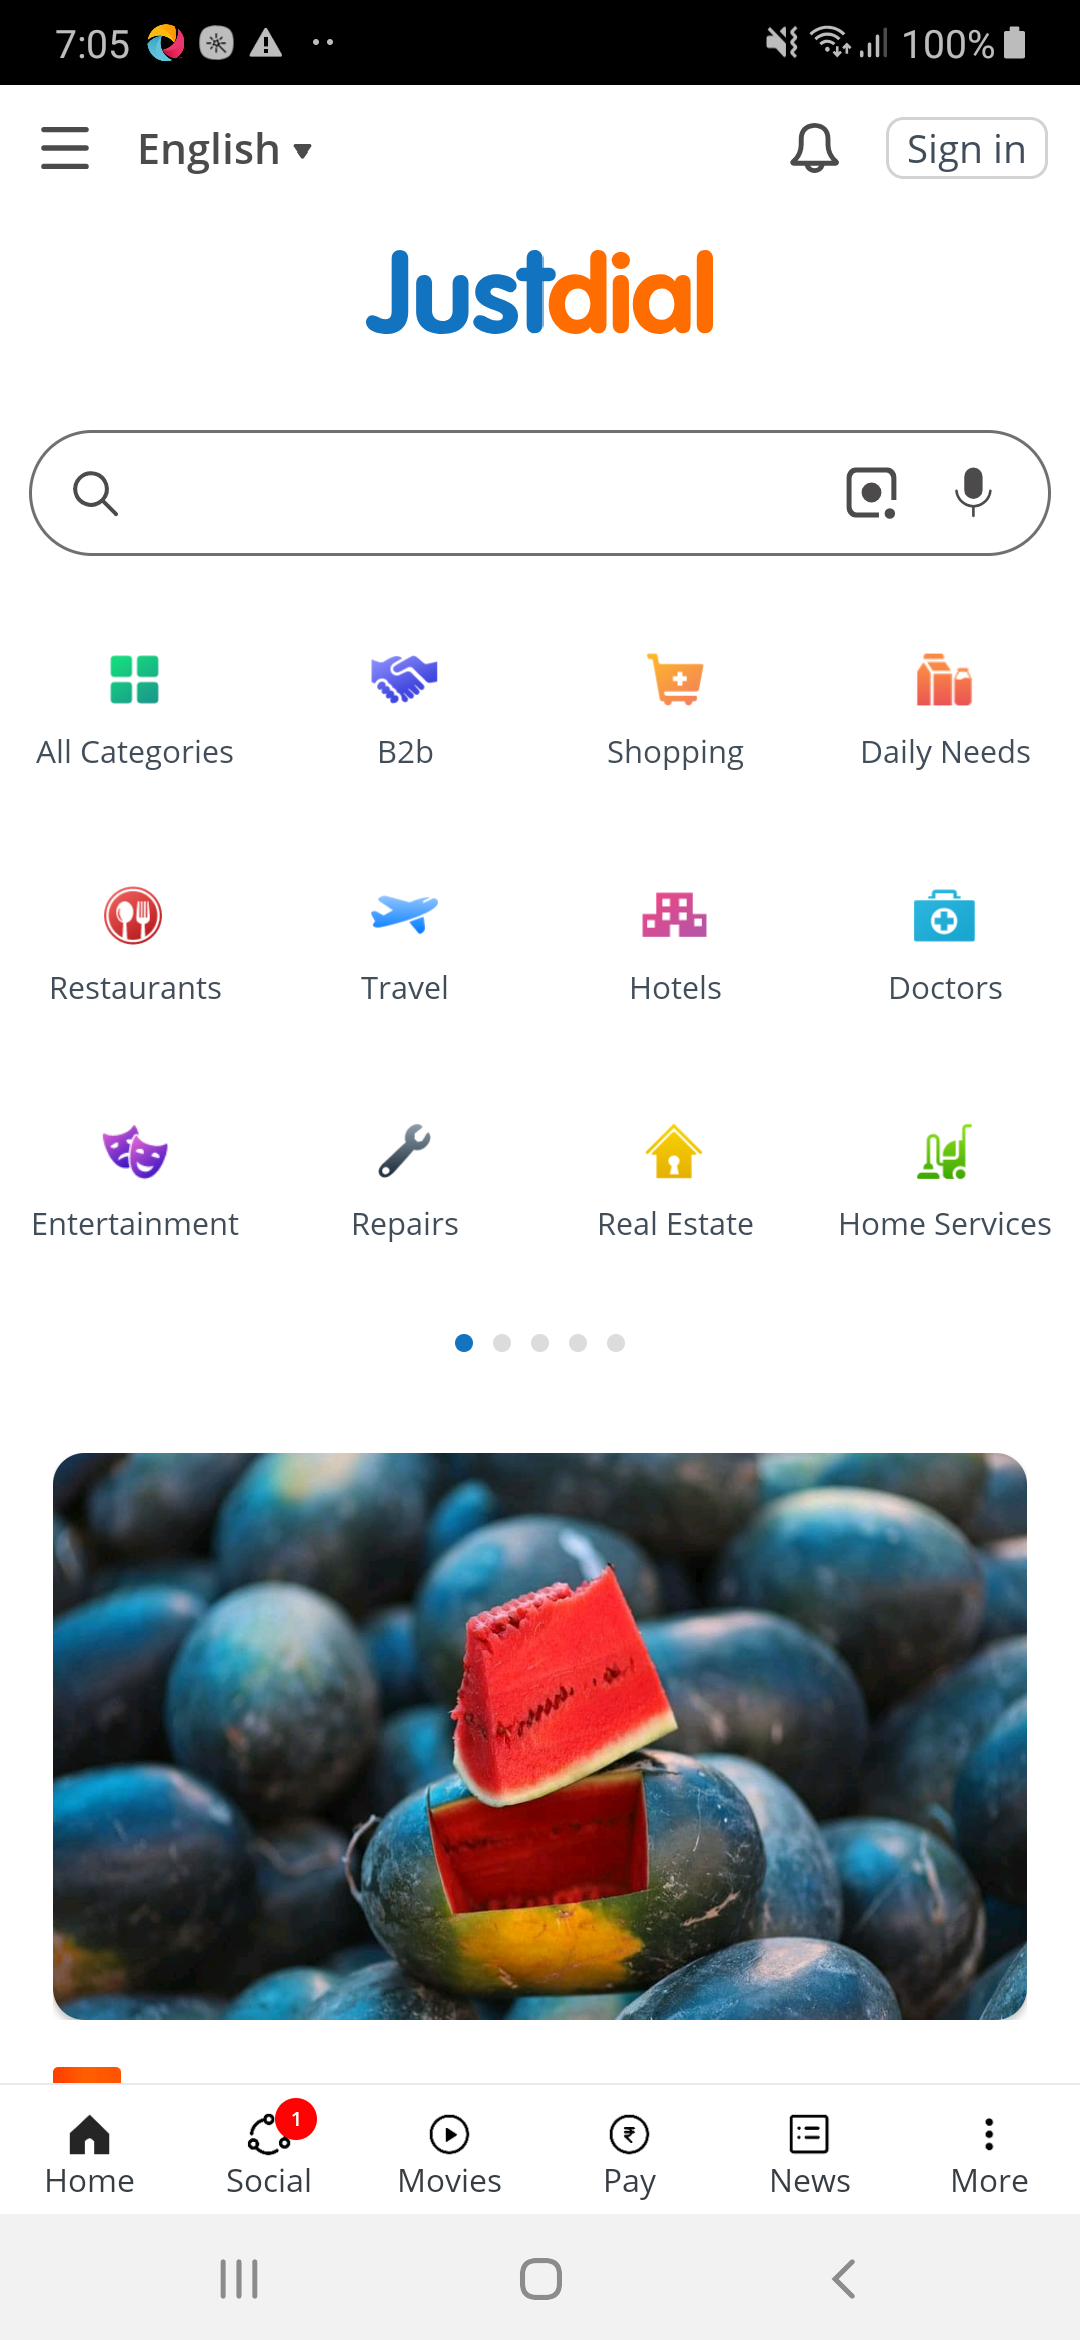 7:05 100%
English Sign in
Justdial
All Categories B2b Shopping Daily Needs
Restaurants Travel Hotels Doctors
Entertainment Repairs Real Estate Home Services
1
Home Social Movies Pay News More